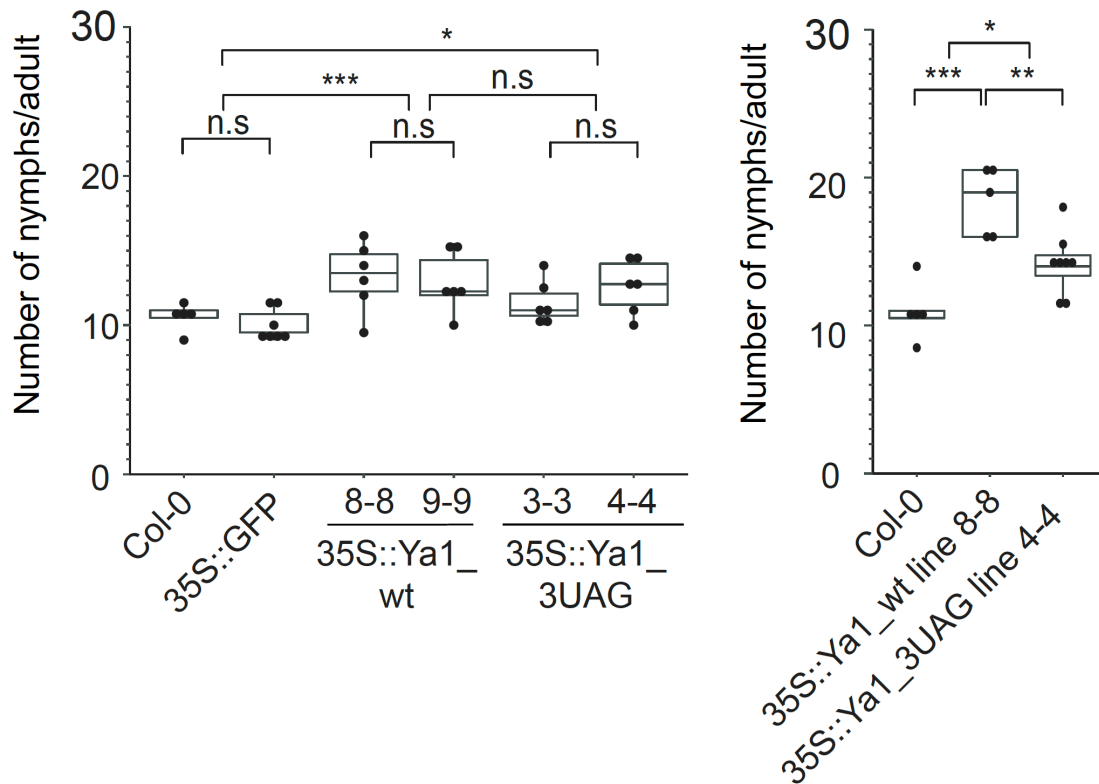 Number of nymphs/adult
30
20
10
0
*
***
n.s
n.s
n.s
n.s
Col-0
35S::GFP
8-8
9-9
3-3
4-4
35S::Ya1_
wt
35S::Ya1_
3UAG
Number of nymphs/adult
30
20
10
0
*
***
**
Col-0
35S::Ya1_wt line 8-8
35S::Ya1_3UAG line 4-4